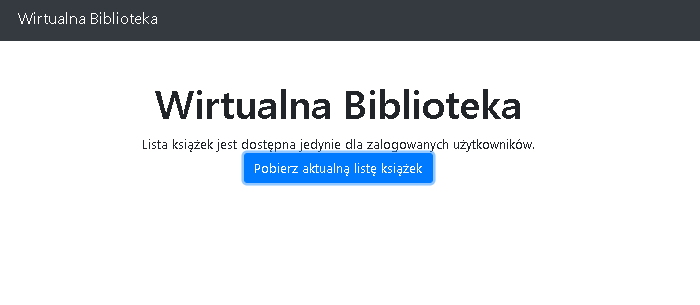 Wirtualna Biblioteka
Wirtualna Biblioteka
Lista książek jest dostępna jedynie dla zalogowanych użytkowników.
Pobierz aktualną listę książek